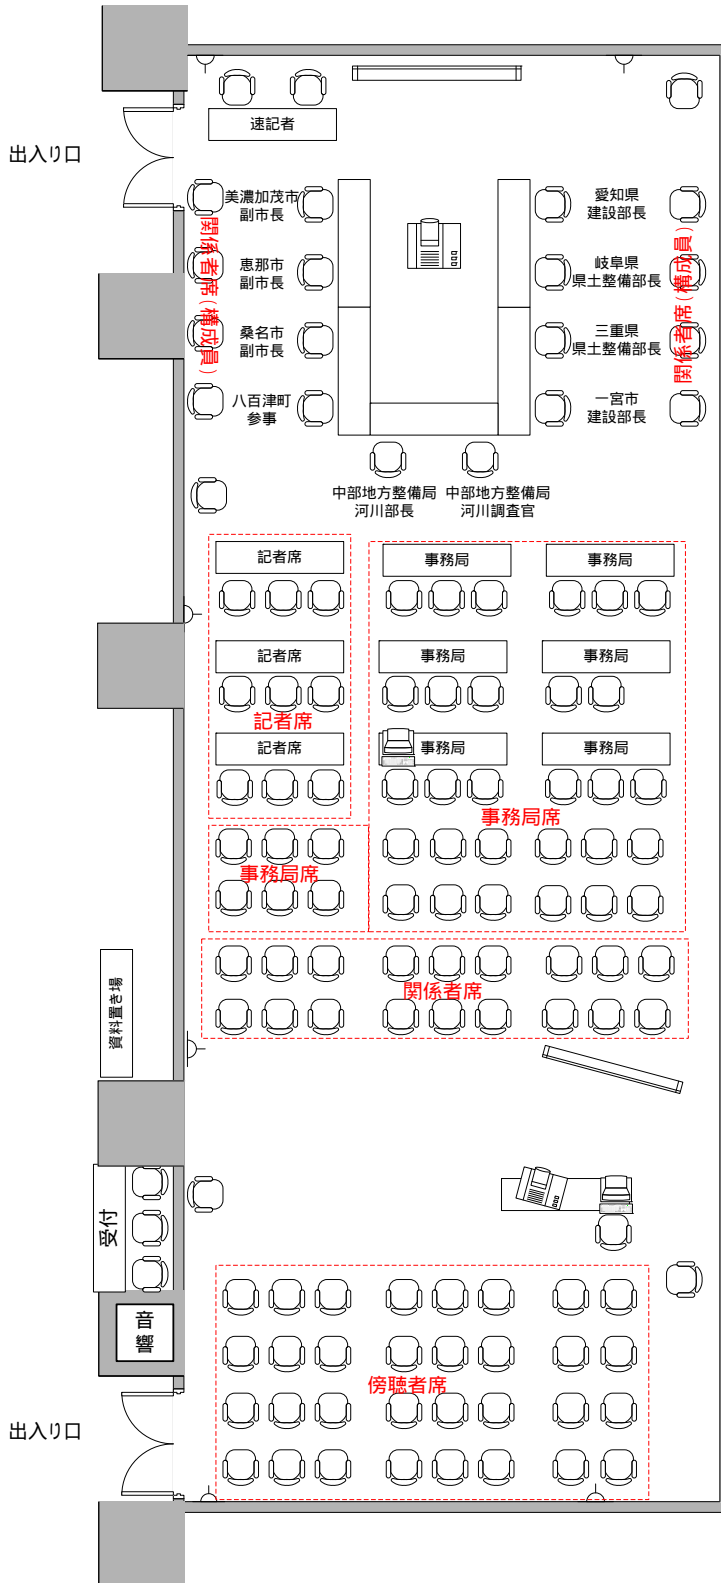 速記者
出入り口
美濃加茂市
副市長
愛知県
建設部長
関係者席(構成員)
関係者席(構成員)
恵那市
副市長
岐阜県
県土整備部長
桑名市
副市長
三重県
県土整備部長
八百津町
参事
一宮市
建設部長
中部地方整備局
河川部長
中部地方整備局
河川調査官
記者席
事務局
事務局
記者席
事務局
事務局
記者席
記者席
事務局
事務局
事務局席
事務局席
関係者席
資料置き場
受付
音
響
傍聴者席
出入り口